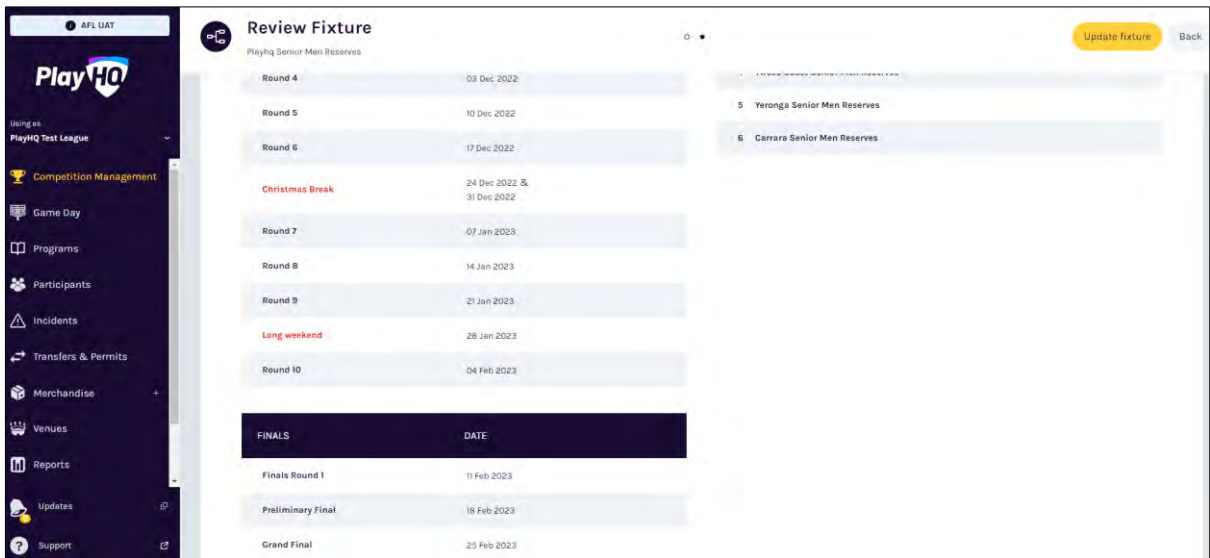 AFL UAT
PlayHQ
Using as
PlayHQ Test League
Competition Management
Game Day
Programs
Participants
Incidents
Transfers & Permits
Merchandise +
Venues
Reports
Updates
Support
Review Fixture
Playhq Senior Men Reserves
Update fixture
Back
Round 4 03 Dec 2022
Round 5 10 Dec 2022
Round 6 17 Dec 2022
Christmas Break 24 Dec 2022 &
31 Dec 2022
Round 7 07 Jan 2023
Round 8 14 Jan 2023
Round 9 21 Jan 2023
Long weekend 28 Jan 2023
Round 10 04 Feb 2023
FINALS DATE
Finals Round 1 11 Feb 2023
Preliminary Final 18 Feb 2023
Grand Final 25 Feb 2023
5 Yeronga Senior Men Reserves
6 Carrara Senior Men Reserves